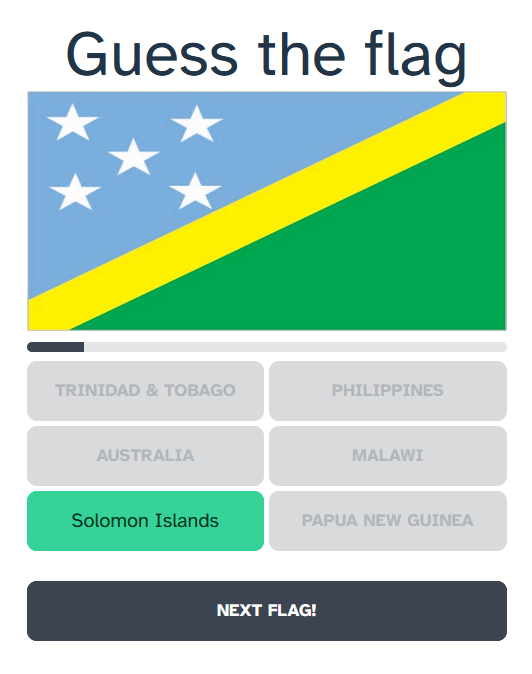 Guess the flag
TRINIDAD & TOBAGO
PHILIPPINES
AUSTRALIA
MALAWI
Solomon Islands
PAPUA NEW GUINEA
NEXT FLAG!